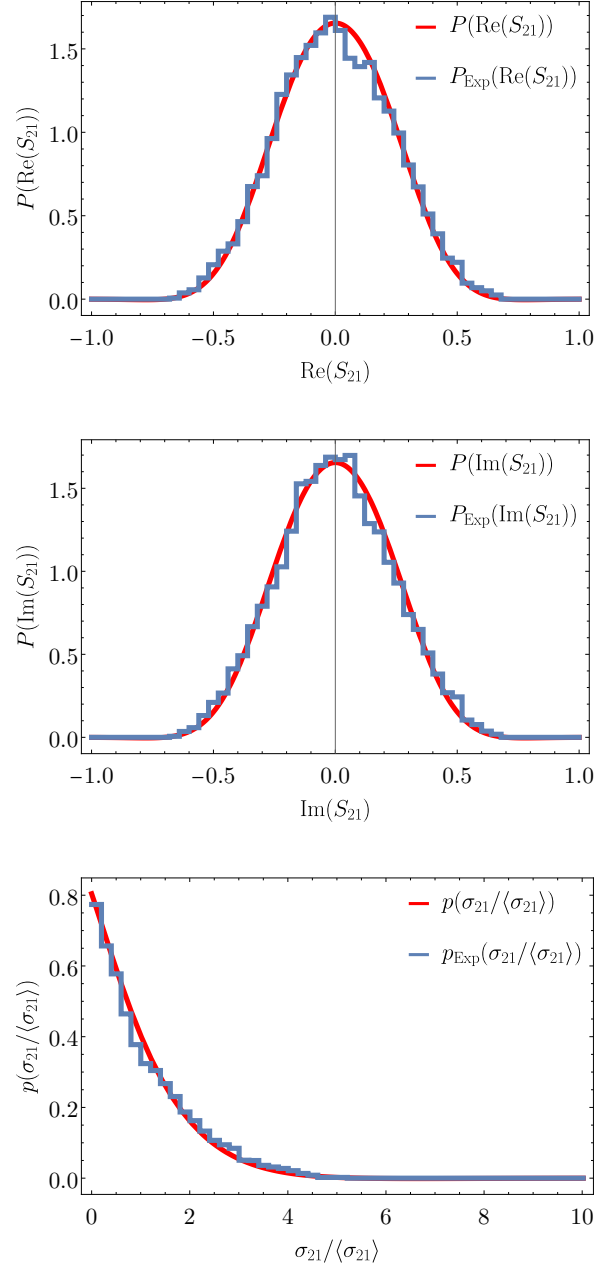 P(Re(S₂₁))
P_Exp(Re(S₂₁))
1.5
1.0
0.5
0.0
P(Re(S₂₁))
−1.0 −0.5 0.0 0.5 1.0
Re(S₂₁)
P(Im(S₂₁))
P_Exp(Im(S₂₁))
1.5
1.0
0.5
0.0
P(Im(S₂₁))
−1.0 −0.5 0.0 0.5 1.0
Im(S₂₁)
p(σ₂₁/⟨σ₂₁⟩)
p_Exp(σ₂₁/⟨σ₂₁⟩)
0.8
0.6
0.4
0.2
0.0
p(σ₂₁/⟨σ₂₁⟩)
0 2 4 6 8 10
σ₂₁/⟨σ₂₁⟩